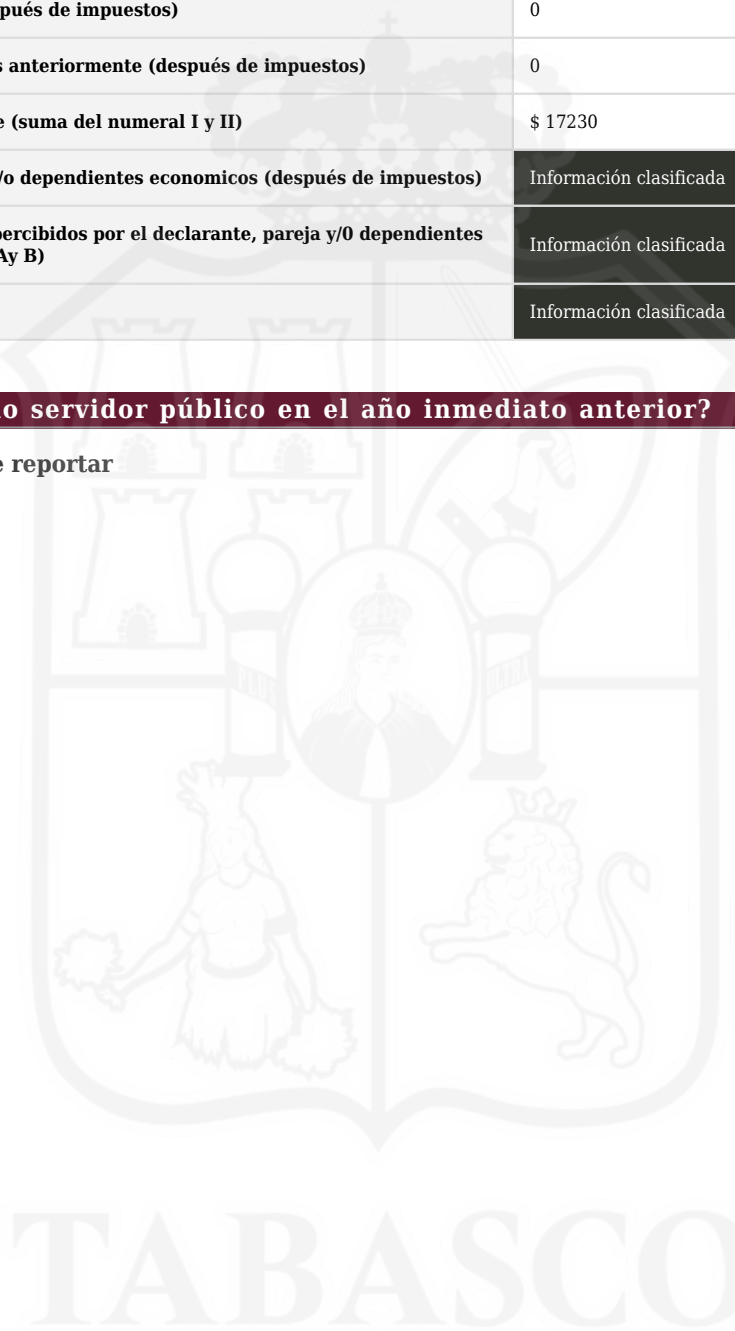 pués de impuestos) 0
s anteriormente (después de impuestos) 0
e (suma del numeral I y II) $ 17230
/o dependientes economicos (después de impuestos) Información clasificada
percibidos por el declarante, pareja y/0 dependientes Información clasificada
Ay B)
Información clasificada
o servidor público en el año inmediato anterior?
e reportar
PLUS ULTRA
TABASCO